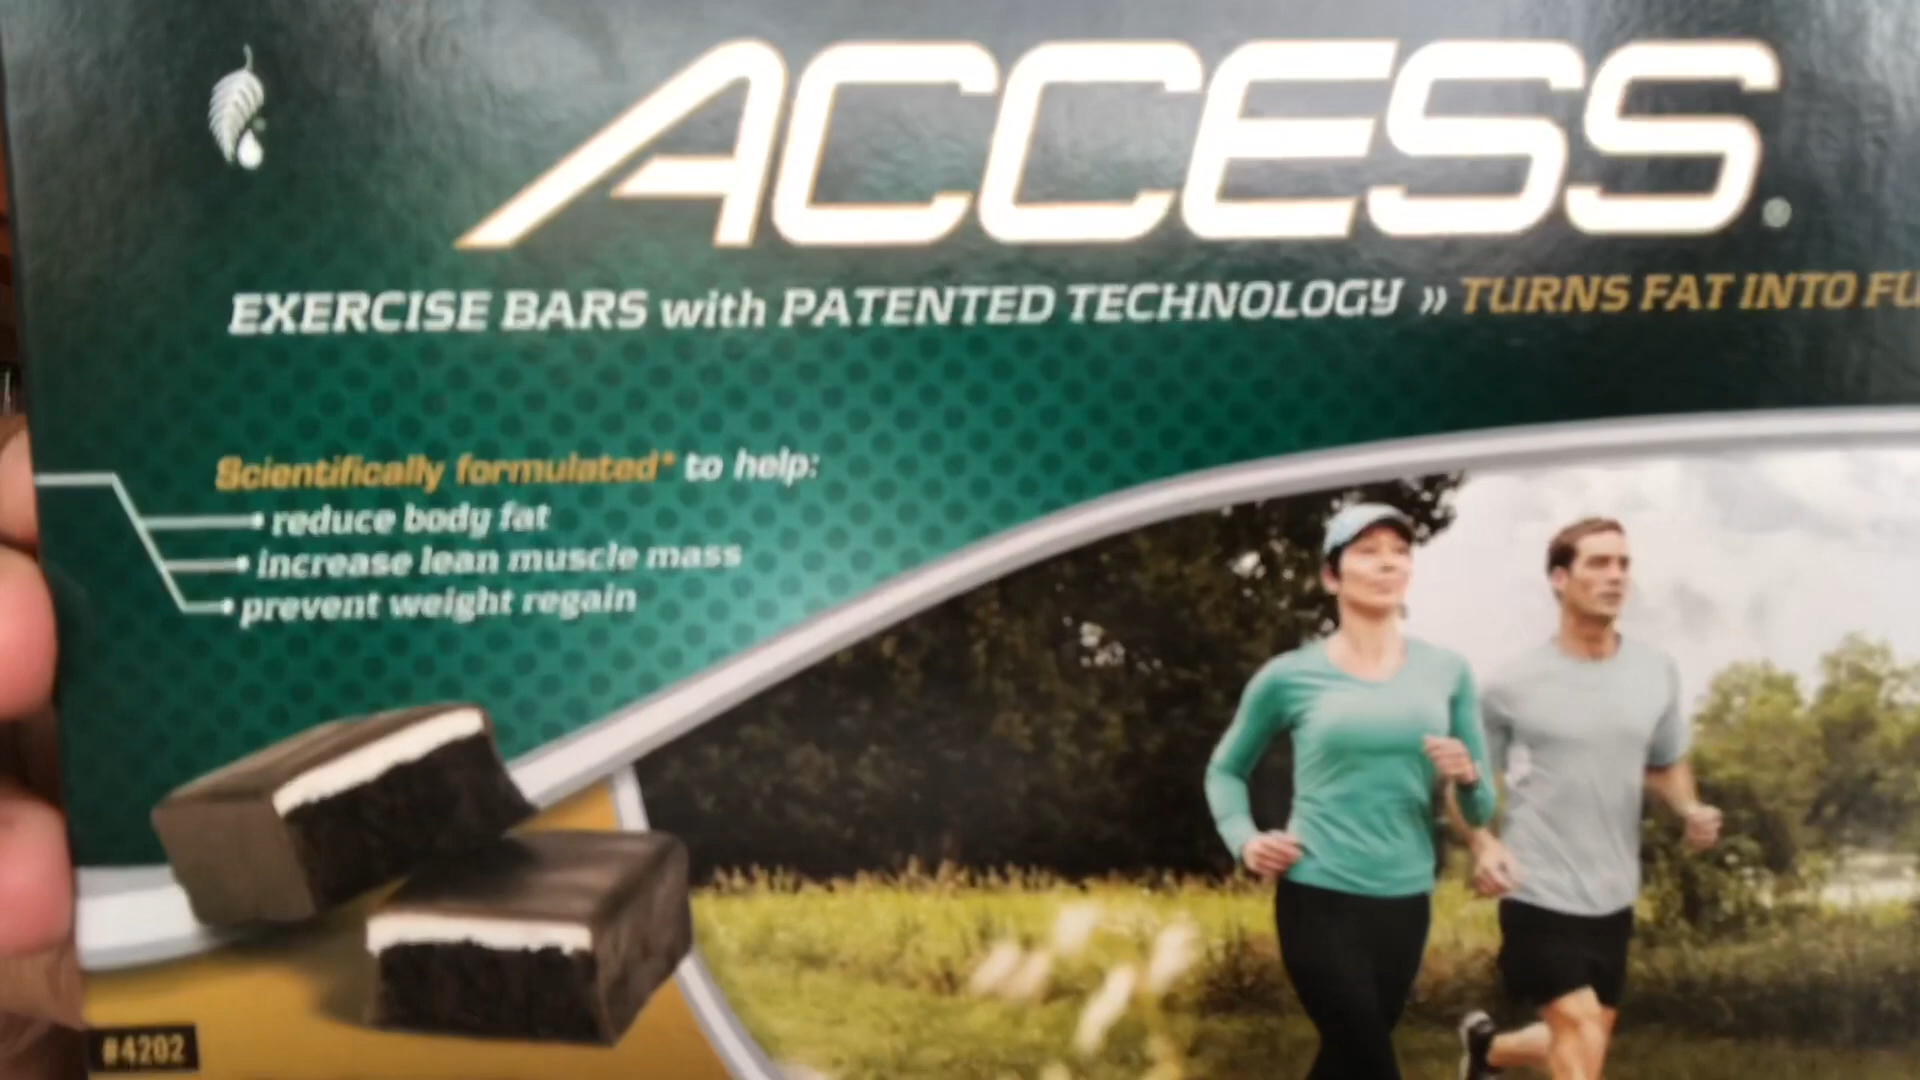 ACCESS®
EXERCISE BARS with PATENTED TECHNOLOGY » TURNS FAT INTO FU
Scientifically formulated* to help:
• reduce body fat
• increase lean muscle mass
• prevent weight regain
#4202